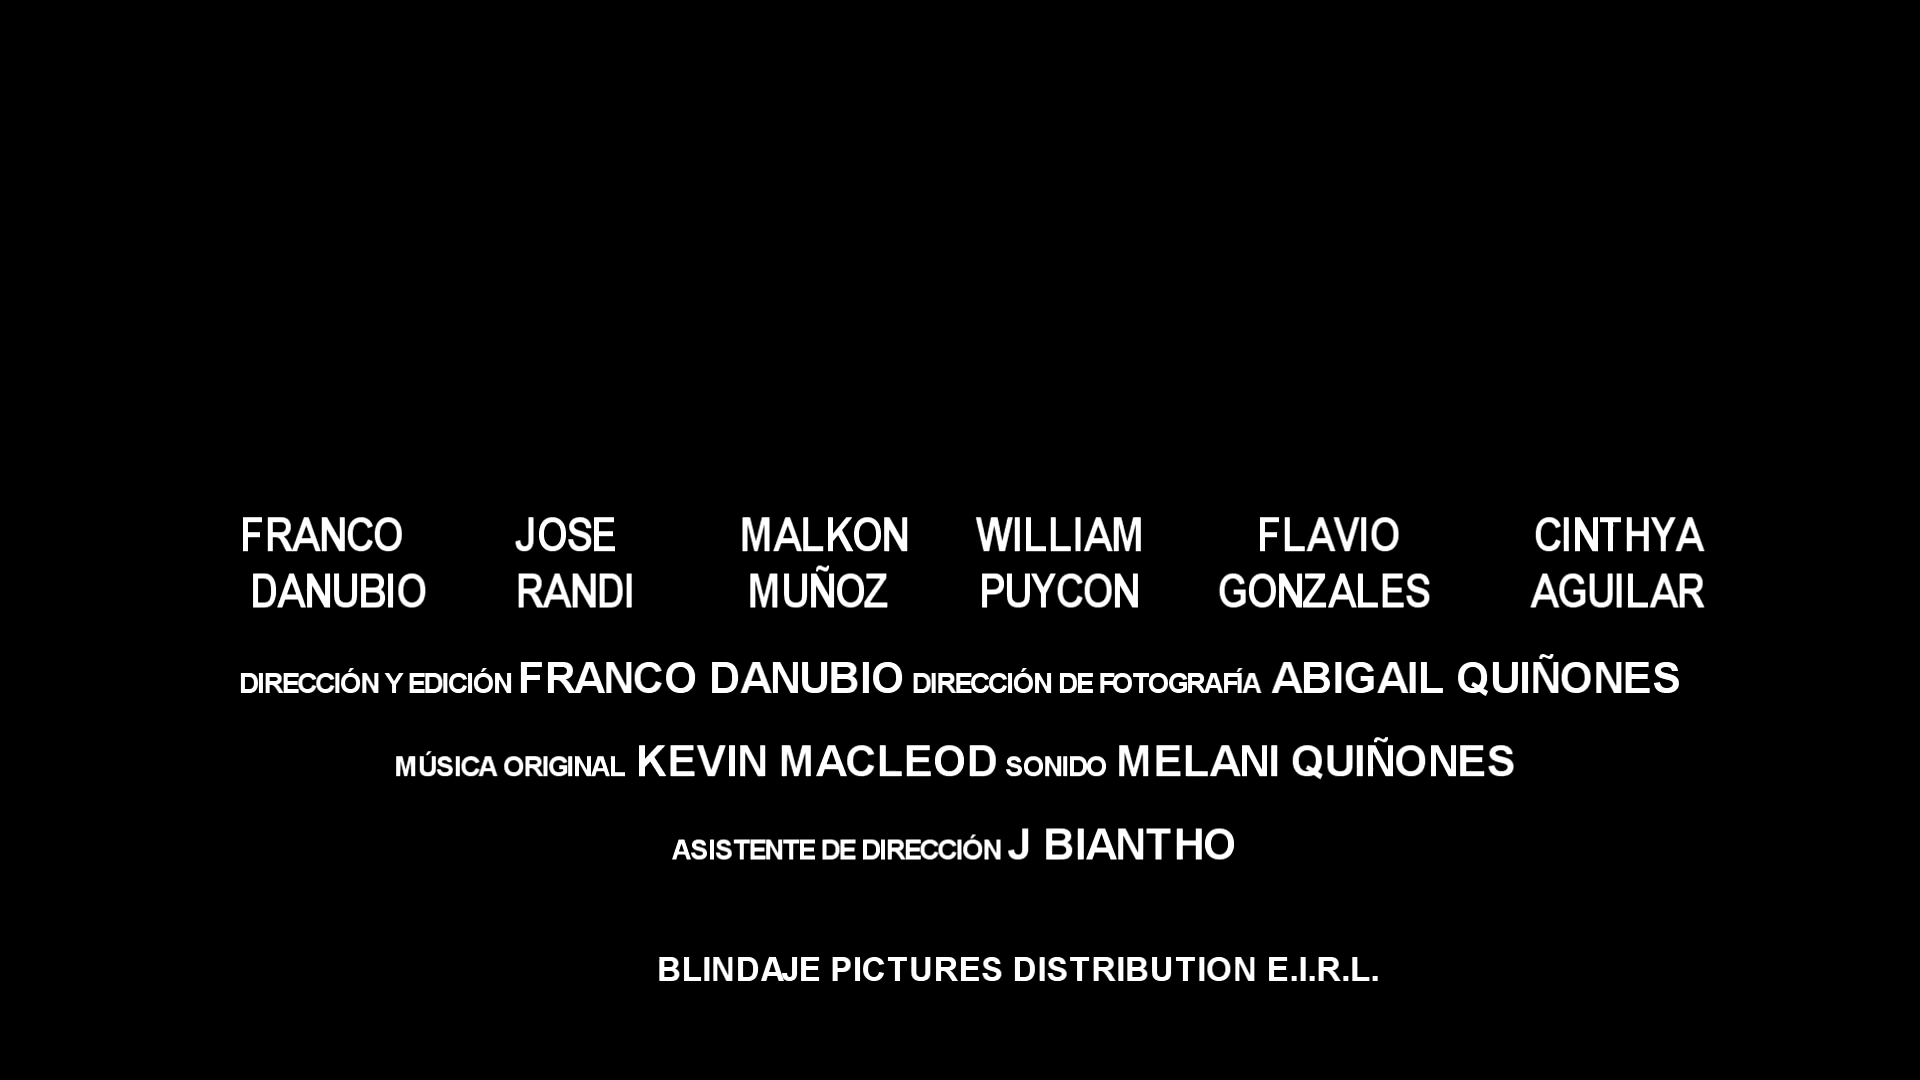 FRANCO JOSE MALKON WILLIAM FLAVIO CINTHYA
DANUBIO RANDI MUÑOZ PUYCON GONZALES AGUILAR
DIRECCIÓN Y EDICIÓN FRANCO DANUBIO DIRECCIÓN DE FOTOGRAFÍA ABIGAIL QUIÑONES
MÚSICA ORIGINAL KEVIN MACLEOD SONIDO MELANI QUIÑONES
ASISTENTE DE DIRECCIÓN J BIANTHO
BLINDAJE PICTURES DISTRIBUTION E.I.R.L.